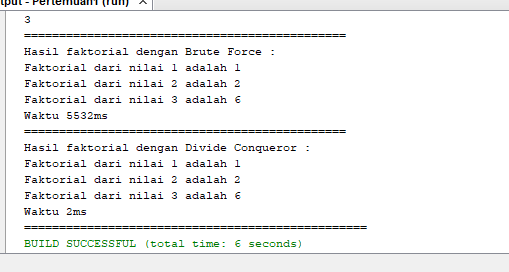 tput - Pertemuan1 (run) ×
3
==============================================
Hasil faktorial dengan Brute Force :
Faktorial dari nilai 1 adalah 1
Faktorial dari nilai 2 adalah 2
Faktorial dari nilai 3 adalah 6
Waktu 5532ms
==============================================
Hasil faktorial dengan Divide Conqueror :
Faktorial dari nilai 1 adalah 1
Faktorial dari nilai 2 adalah 2
Faktorial dari nilai 3 adalah 6
Waktu 2ms
=================================================
BUILD SUCCESSFUL (total time: 6 seconds)